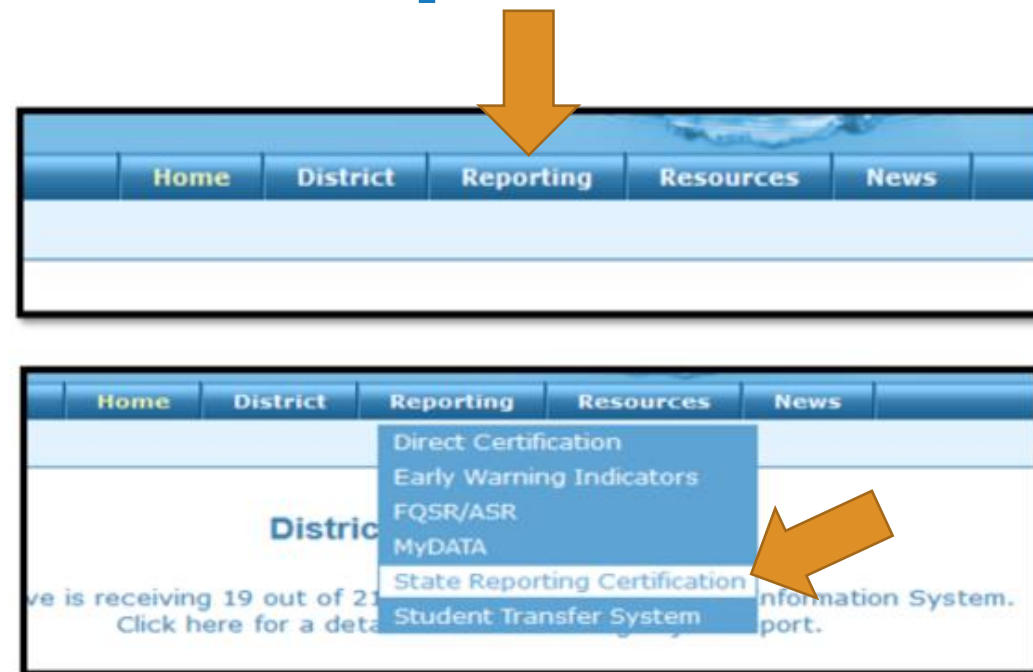 Home District Reporting Resources News
Home District Reporting Resources News
Direct Certification
Early Warning Indicators
FQSR/ASR
Distric
MyDATA
State Reporting Certification
ve is receiving 19 out of 21 nformation System.
Student Transfer System
Click here for a deta port.